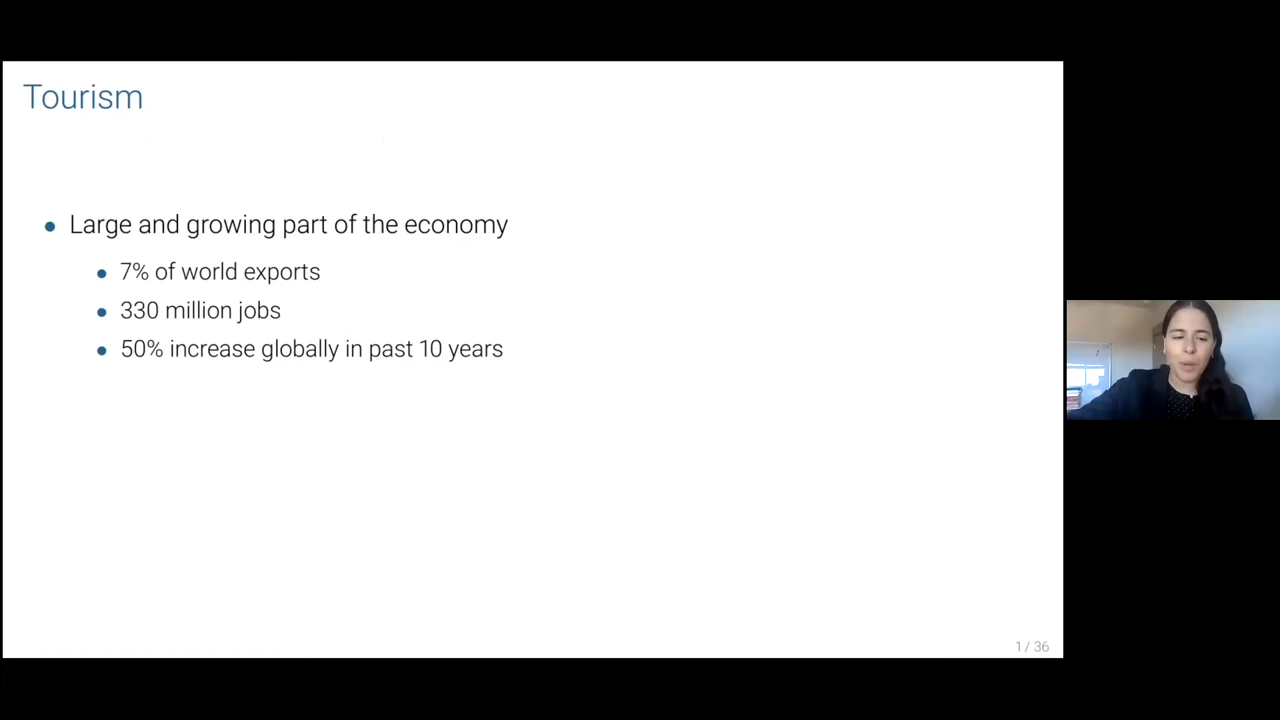 Tourism
Large and growing part of the economy
7% of world exports
330 million jobs
50% increase globally in past 10 years
1 / 36